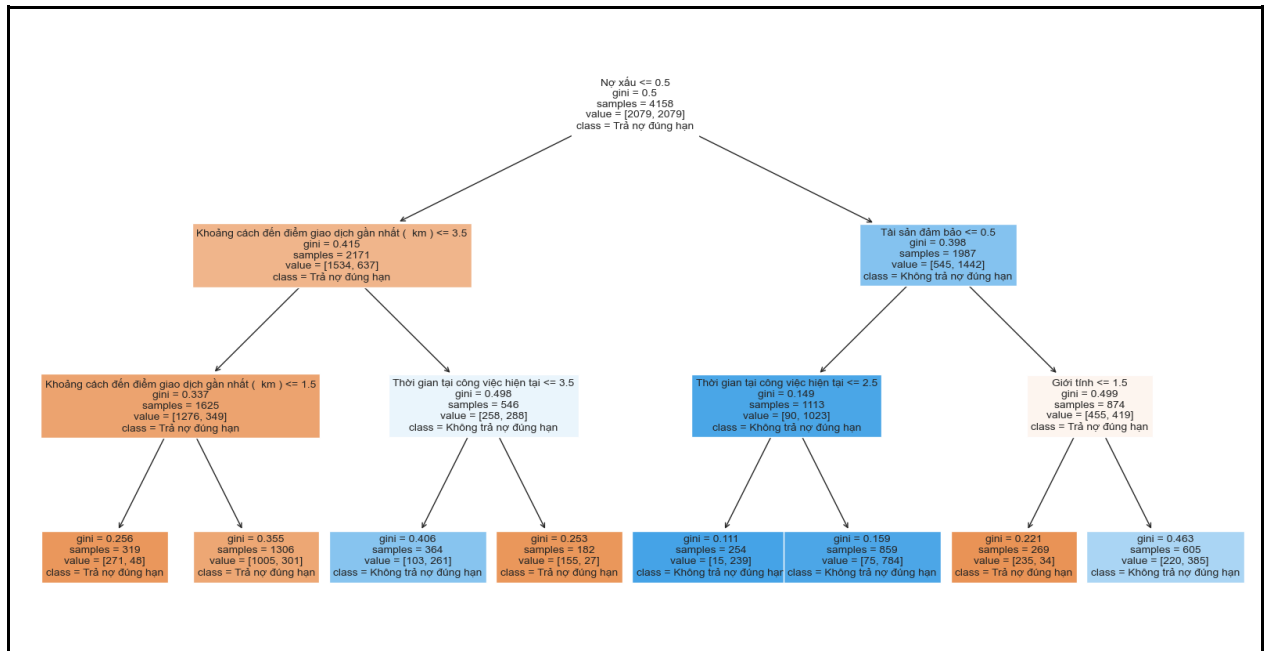 Nợ xấu <= 0.5
gini = 0.5
samples = 4158
value = [2079, 2079]
class = Trả nợ đúng hạn
Khoảng cách đến điểm giao dịch gần nhất ( km ) <= 3.5
gini = 0.415
samples = 2171
value = [1534, 637]
class = Trả nợ đúng hạn
Tài sản đảm bảo <= 0.5
gini = 0.398
samples = 1987
value = [545, 1442]
class = Không trả nợ đúng hạn
Khoảng cách đến điểm giao dịch gần nhất ( km ) <= 1.5
gini = 0.337
samples = 1625
value = [1276, 349]
class = Trả nợ đúng hạn
Thời gian tại công việc hiện tại <= 3.5
gini = 0.498
samples = 546
value = [258, 288]
class = Không trả nợ đúng hạn
Thời gian tại công việc hiện tại <= 2.5
gini = 0.149
samples = 1113
value = [90, 1023]
class = Không trả nợ đúng hạn
Giới tính <= 1.5
gini = 0.499
samples = 874
value = [455, 419]
class = Trả nợ đúng hạn
gini = 0.256
samples = 319
value = [271, 48]
class = Trả nợ đúng hạn
gini = 0.355
samples = 1306
value = [1005, 301]
class = Trả nợ đúng hạn
gini = 0.406
samples = 364
value = [103, 261]
class = Không trả nợ đúng hạn
gini = 0.253
samples = 182
value = [155, 27]
class = Trả nợ đúng hạn
gini = 0.111
samples = 254
value = [15, 239]
class = Không trả nợ đúng hạn
gini = 0.159
samples = 859
value = [75, 784]
class = Không trả nợ đúng hạn
gini = 0.221
samples = 269
value = [235, 34]
class = Trả nợ đúng hạn
gini = 0.463
samples = 605
value = [220, 385]
class = Không trả nợ đúng hạn